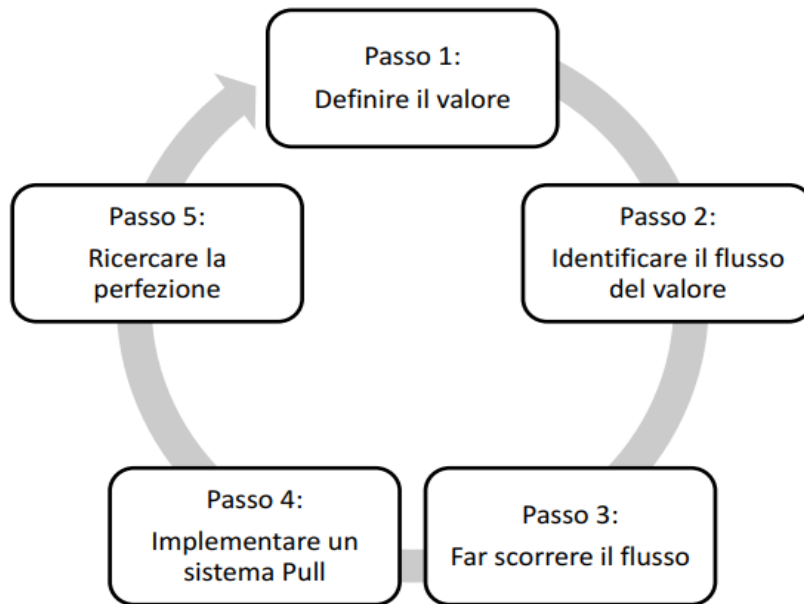 Passo 1:
Definire il valore
Passo 2:
Identificare il flusso
del valore
Passo 3:
Far scorrere il flusso
Passo 4:
Implementare un
sistema Pull
Passo 5:
Ricercare la
perfezione